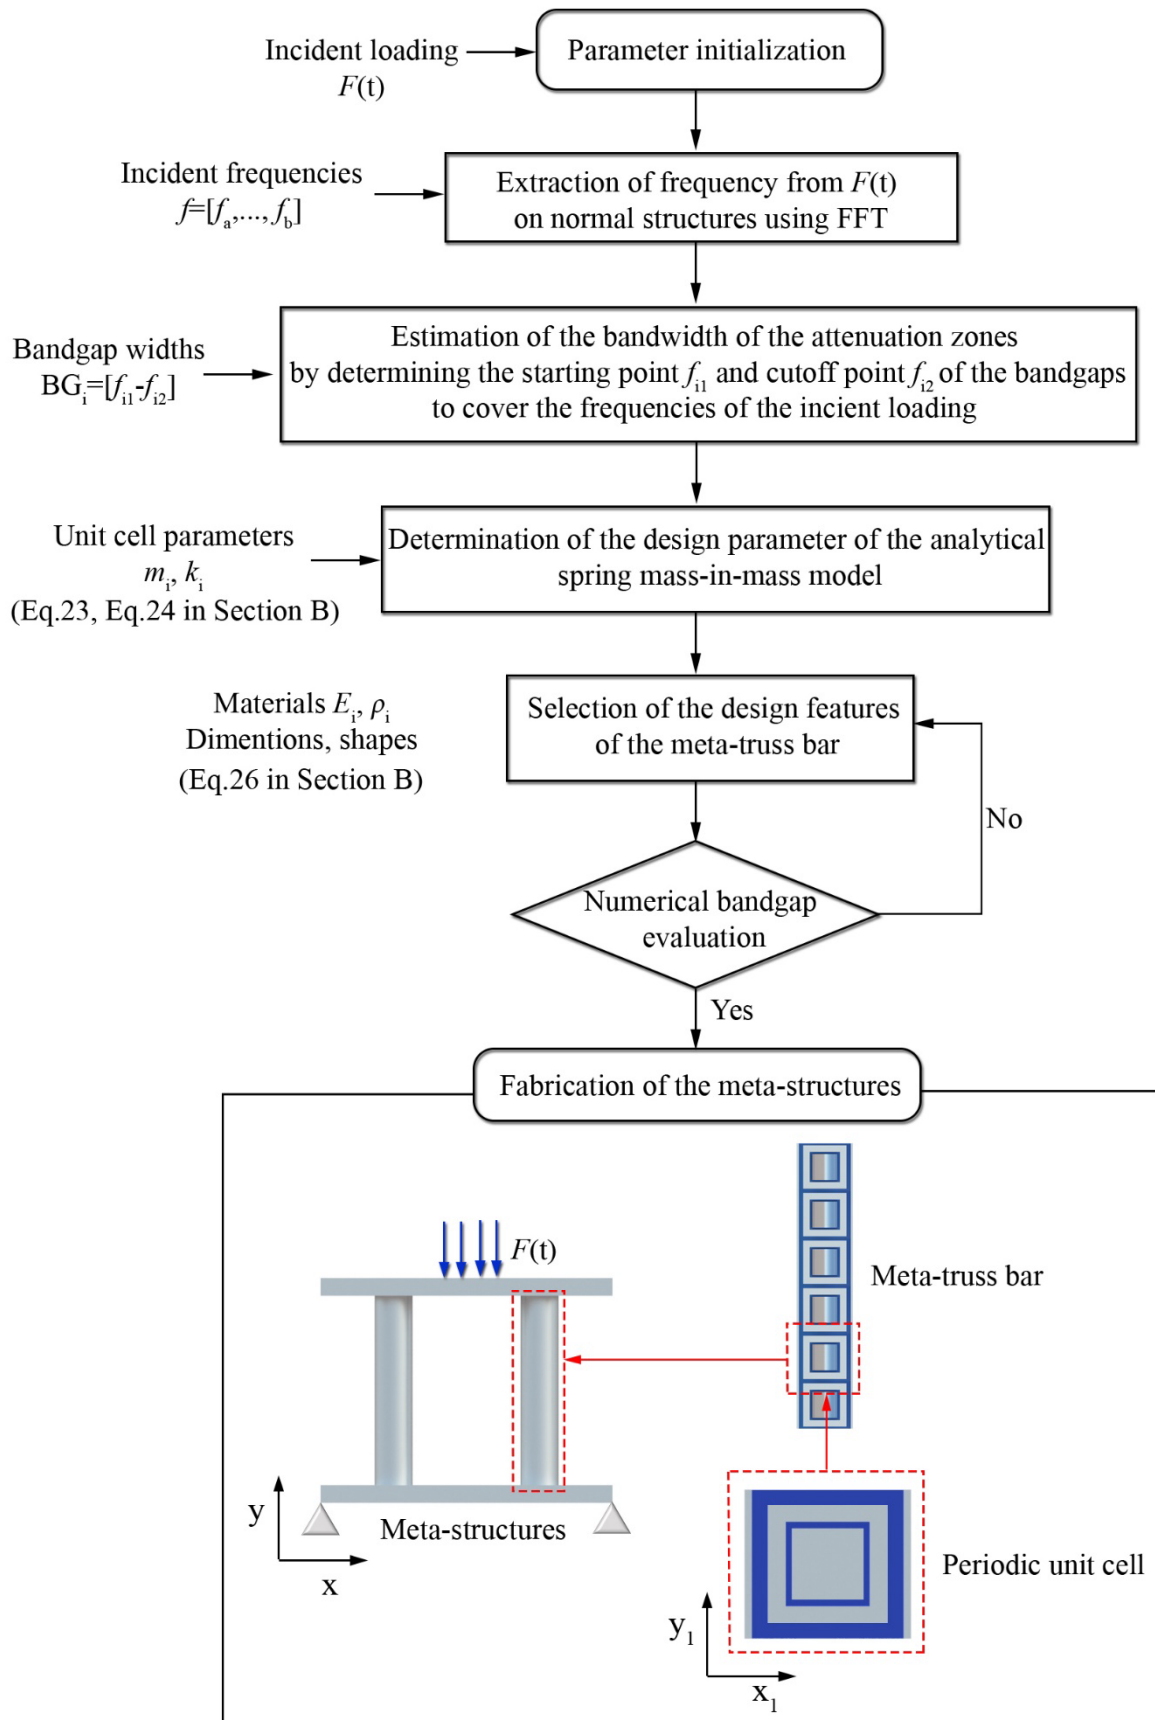 Incident loading
F(t)
Parameter initialization
Incident frequencies
f=[fa,..., fb]
Extraction of frequency from F(t)
on normal structures using FFT
Bandgap widths
BGi=[fi1-fi2]
Estimation of the bandwidth of the attenuation zones
by determining the starting point fi1 and cutoff point fi2 of the bandgaps
to cover the frequencies of the incient loading
Unit cell parameters
mi, ki
(Eq.23, Eq.24 in Section B)
Determination of the design parameter of the analytical
spring mass-in-mass model
Materials Ei, ρi
Dimentions, shapes
(Eq.26 in Section B)
Selection of the design features
of the meta-truss bar
No
Numerical bandgap
evaluation
Yes
Fabrication of the meta-structures
F(t)
Meta-truss bar
y
x
Meta-structures
Periodic unit cell
y1
x1